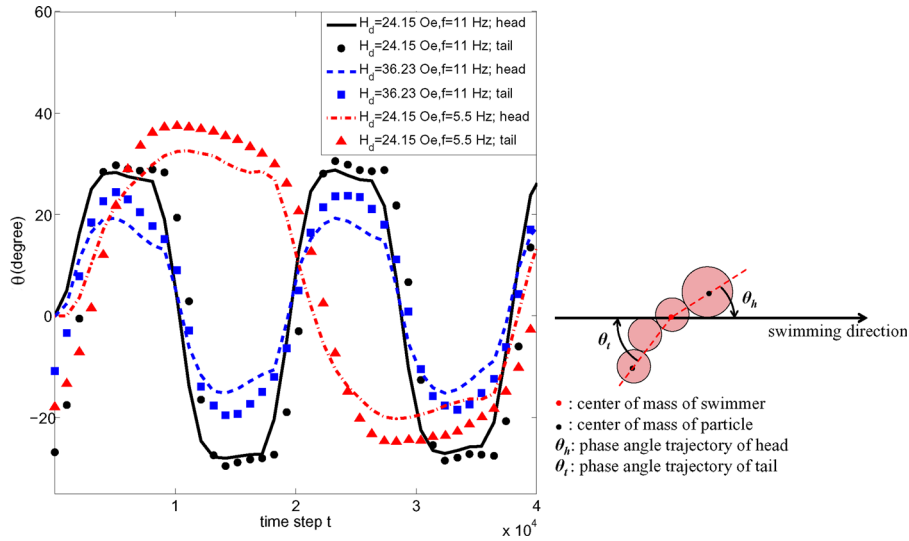 60
40
20
0
−20
θ (degree)
H_d=24.15 Oe,f=11 Hz; head
H_d=24.15 Oe,f=11 Hz; tail
H_d=36.23 Oe,f=11 Hz; head
H_d=36.23 Oe,f=11 Hz; tail
H_d=24.15 Oe,f=5.5 Hz; head
H_d=24.15 Oe,f=5.5 Hz; tail
1 2 3 4
time step t
x 10^4
θ_h
θ_t
swimming direction
: center of mass of swimmer
: center of mass of particle
θ_h: phase angle trajectory of head
θ_t: phase angle trajectory of tail